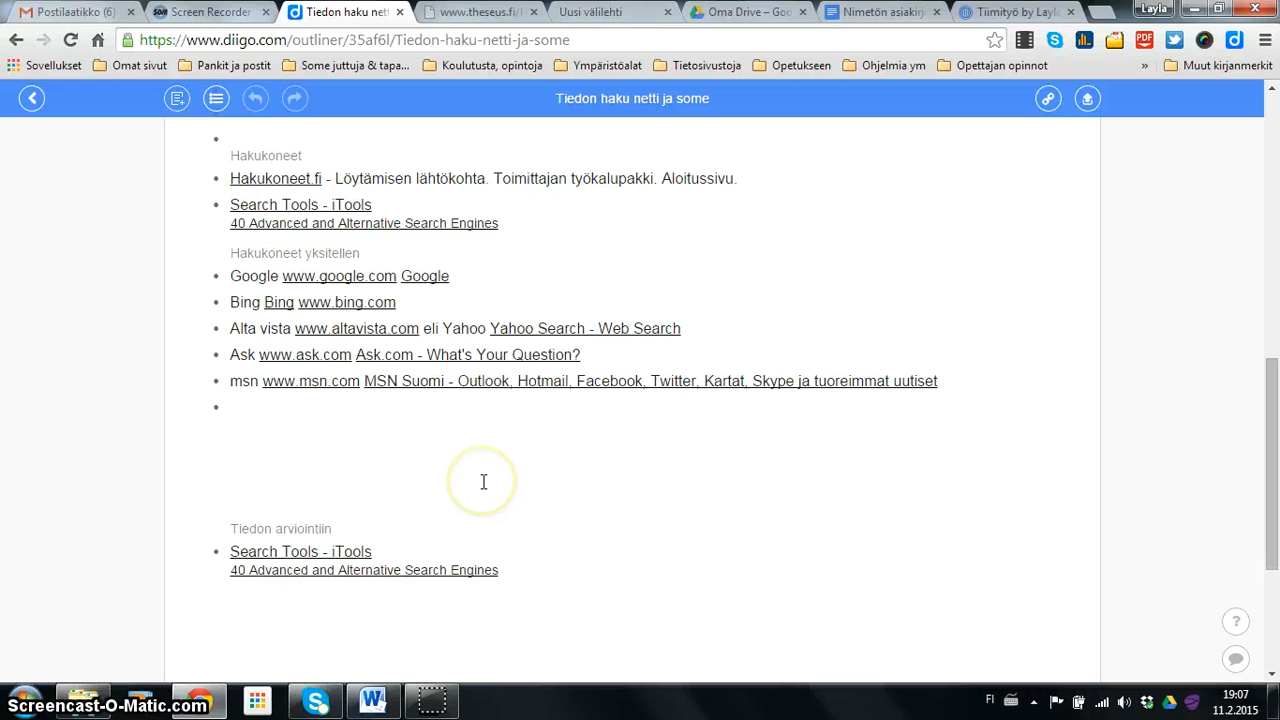 Postilaatikko (6)
Screen Recorder
Tiedon haku nett
www.theseus.fi/
Uusi välilehti
Oma Drive – Goo
Nimetön asiakirj
Tiimityö by Layla
Layla
https://www.diigo.com/outliner/35af6l/Tiedon-haku-netti-ja-some
Sovellukset
Omat sivut
Pankit ja postit
Some juttuja & tapa...
Koulutusta, opintoja
Ympäristöalat
Tietosivustoja
Opetukseen
Ohjelmia ym
Opettajan opinnot
»
Muut kirjanmerkit
Tiedon haku netti ja some
Hakukoneet
• Hakukoneet.fi - Löytämisen lähtökohta. Toimittajan työkalupakki. Aloitussivu.
• Search Tools - iTools
40 Advanced and Alternative Search Engines
Hakukoneet yksitellen
• Google www.google.com Google
• Bing Bing www.bing.com
• Alta vista www.altavista.com eli Yahoo Yahoo Search - Web Search
• Ask www.ask.com Ask.com - What's Your Question?
• msn www.msn.com MSN Suomi - Outlook, Hotmail, Facebook, Twitter, Kartat, Skype ja tuoreimmat uutiset
Tiedon arviointiin
• Search Tools - iTools
40 Advanced and Alternative Search Engines
?
FI
19:07
11.2.2015
Screencast-O-Matic.com